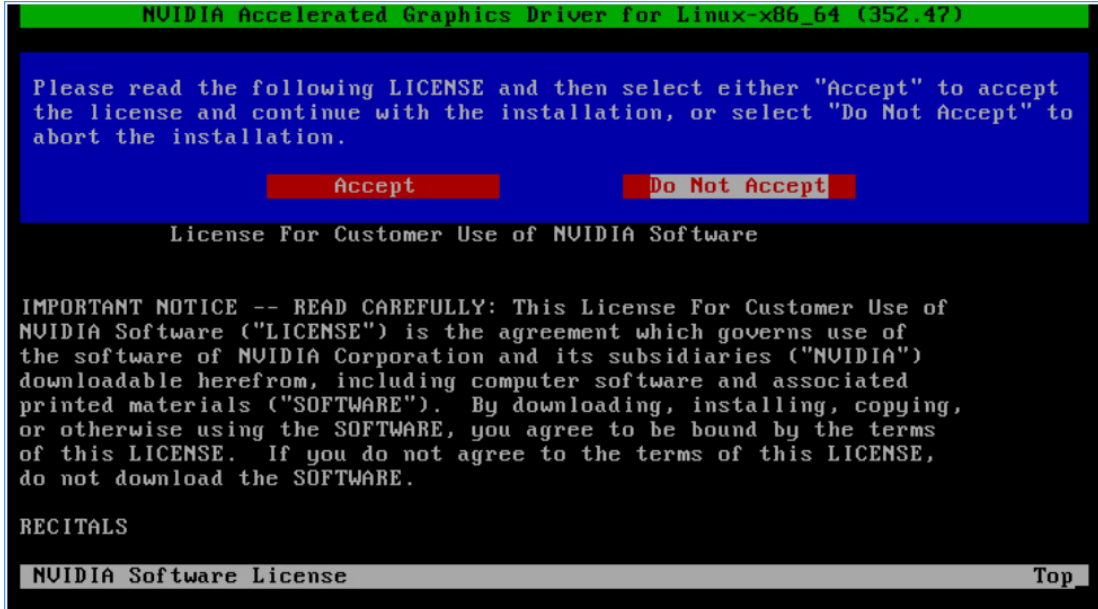 NVIDIA Accelerated Graphics Driver for Linux-x86_64 (352.47)
Please read the following LICENSE and then select either "Accept" to accept
the license and continue with the installation, or select "Do Not Accept" to
abort the installation.
Accept Do Not Accept
License For Customer Use of NVIDIA Software
IMPORTANT NOTICE -- READ CAREFULLY: This License For Customer Use of
NVIDIA Software ("LICENSE") is the agreement which governs use of
the software of NVIDIA Corporation and its subsidiaries ("NVIDIA")
downloadable herefrom, including computer software and associated
printed materials ("SOFTWARE").  By downloading, installing, copying,
or otherwise using the SOFTWARE, you agree to be bound by the terms
of this LICENSE.  If you do not agree to the terms of this LICENSE,
do not download the SOFTWARE.
RECITALS
NVIDIA Software License Top